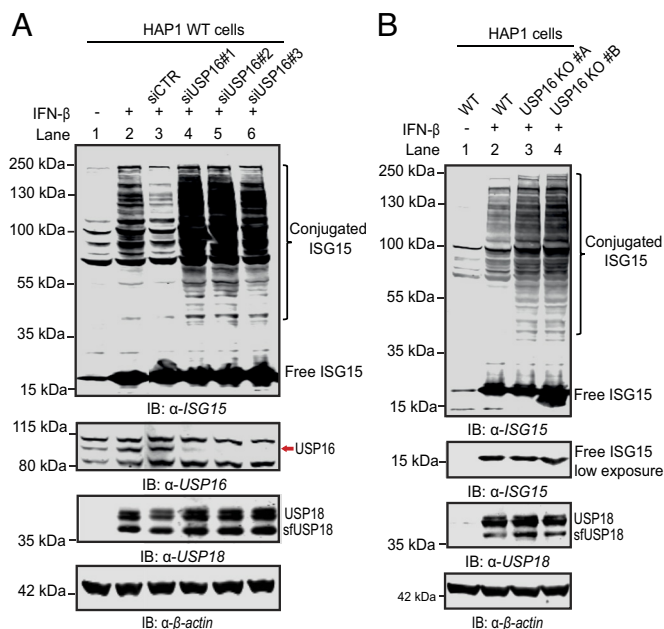 A
HAP1 WT cells
siCTR
siUSP16#1
siUSP16#2
siUSP16#3
IFN-β - + + + + +
Lane 1 2 3 4 5 6
250 kDa
130 kDa
100 kDa
55 kDa
35 kDa
15 kDa
Conjugated
ISG15
Free ISG15
IB: α-ISG15
115 kDa
80 kDa
USP16
IB: α-USP16
35 kDa
USP18
sfUSP18
IB: α-USP18
42 kDa
IB: α-β-actin
B
HAP1 cells
WT
WT
USP16 KO #A
USP16 KO #B
IFN-β - + + +
Lane 1 2 3 4
250 kDa
130 kDa
100 kDa
55 kDa
35 kDa
15 kDa
Conjugated
ISG15
Free ISG15
IB: α-ISG15
15 kDa
Free ISG15
low exposure
IB: α-ISG15
35 kDa
USP18
sfUSP18
IB: α-USP18
42 kDa
IB: α-β-actin